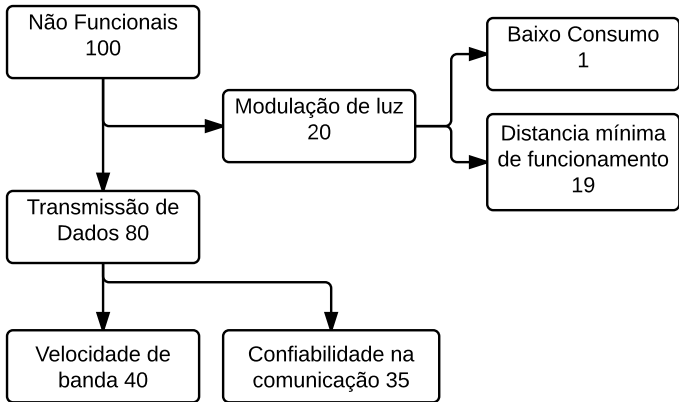 Não Funcionais
100
Modulação de luz
20
Baixo Consumo
1
Distancia mínima
de funcionamento
19
Transmissão de
Dados 80
Velocidade de
banda 40
Confiabilidade na
comunicação 35